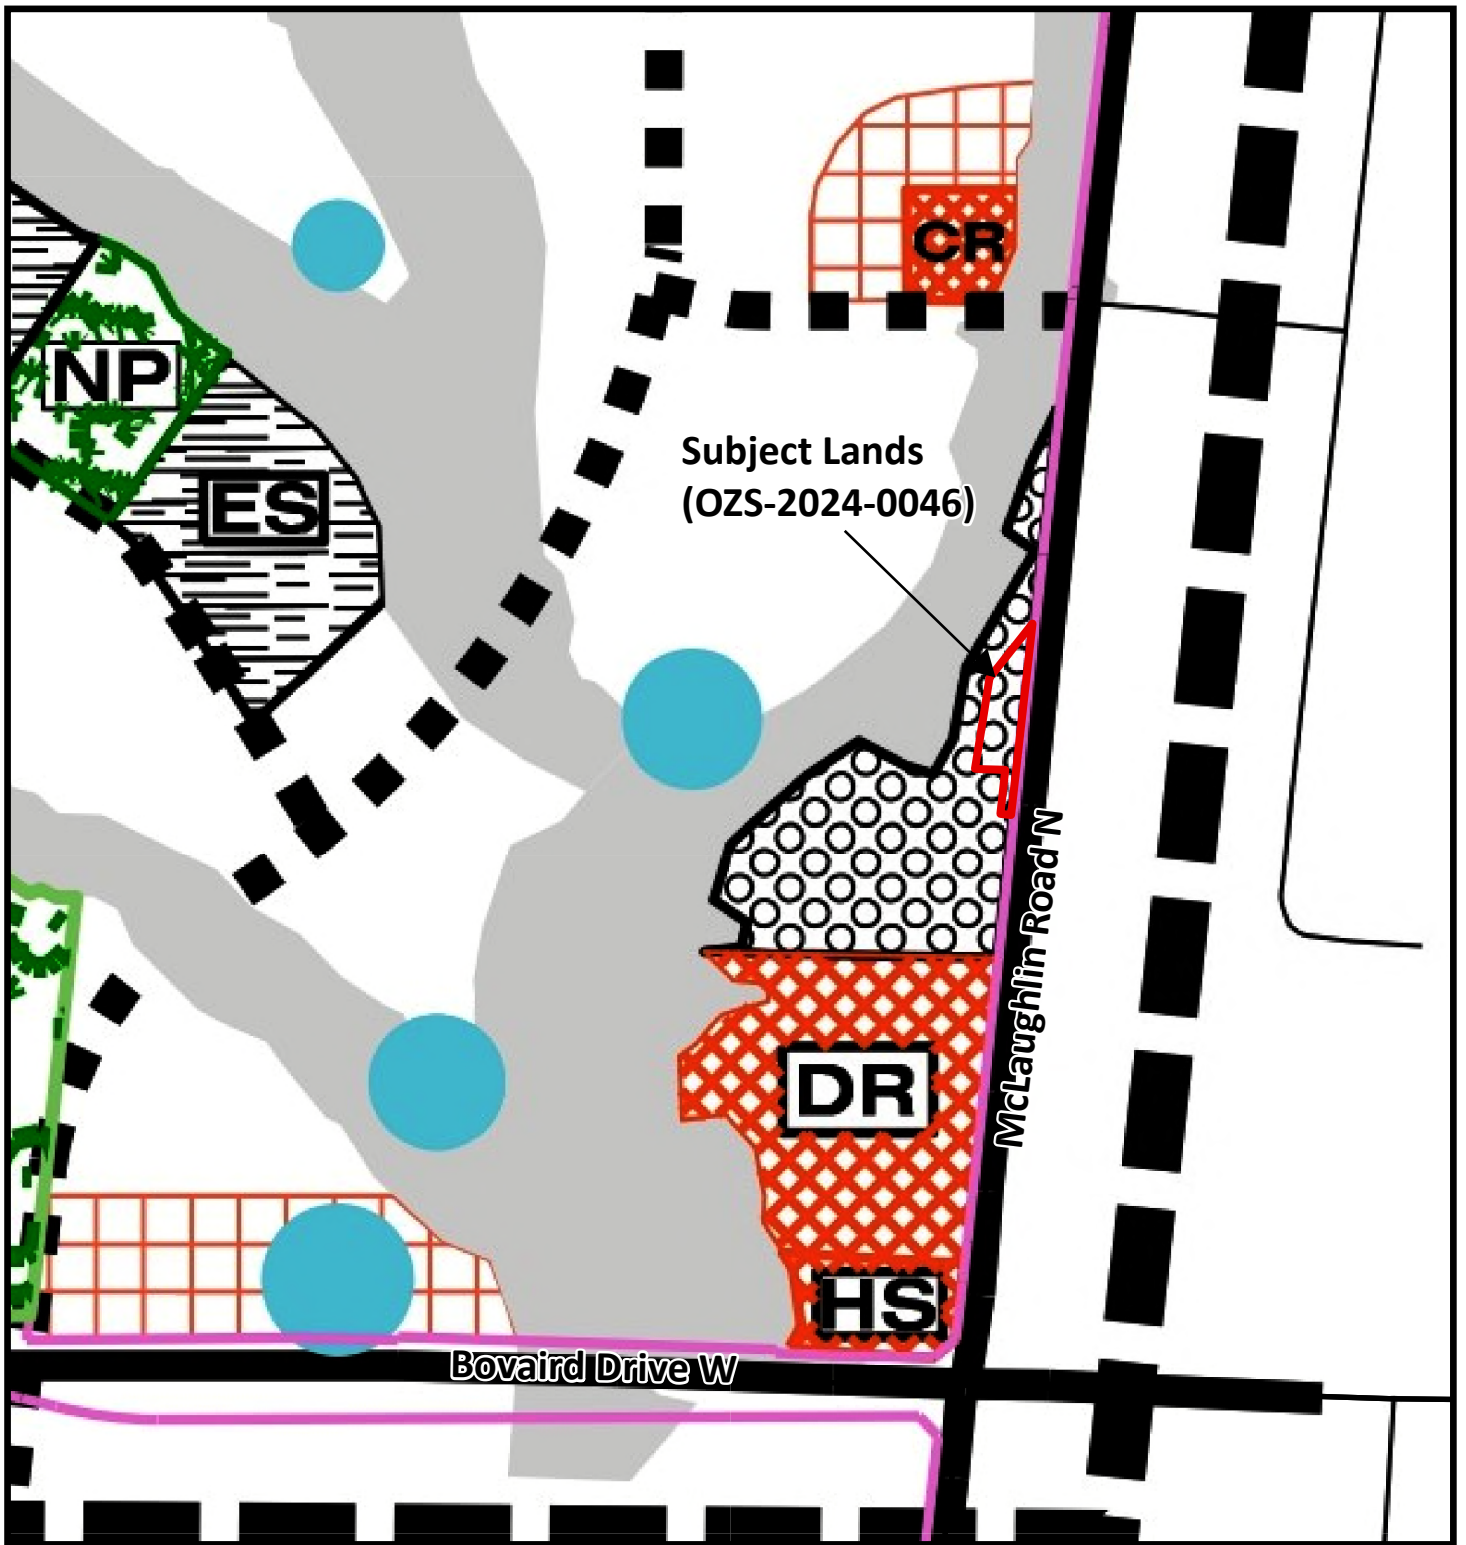 CR
NP
Subject Lands
(OZS-2024-0046)
ES
McLaughlin Road N
DR
HS
Bovaird Drive W